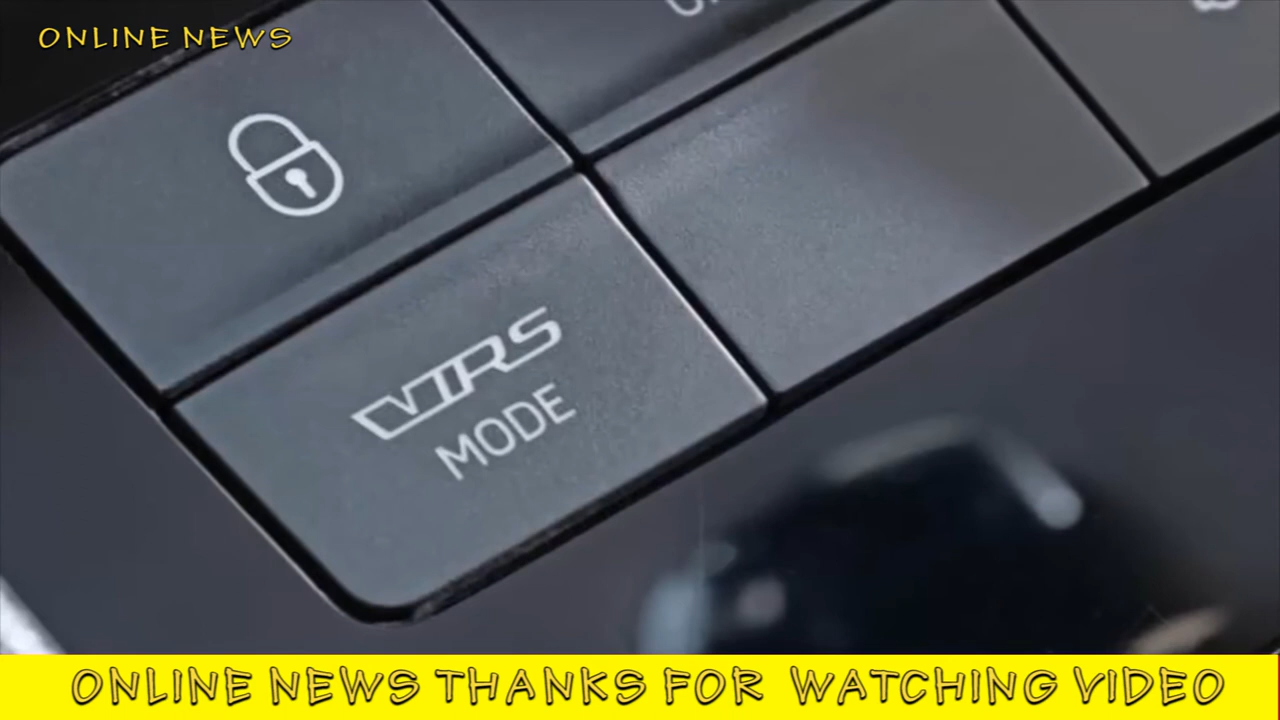 ONLINE NEWS
VRS
MODE
ONLINE NEWS THANKS FOR WATCHING VIDEO